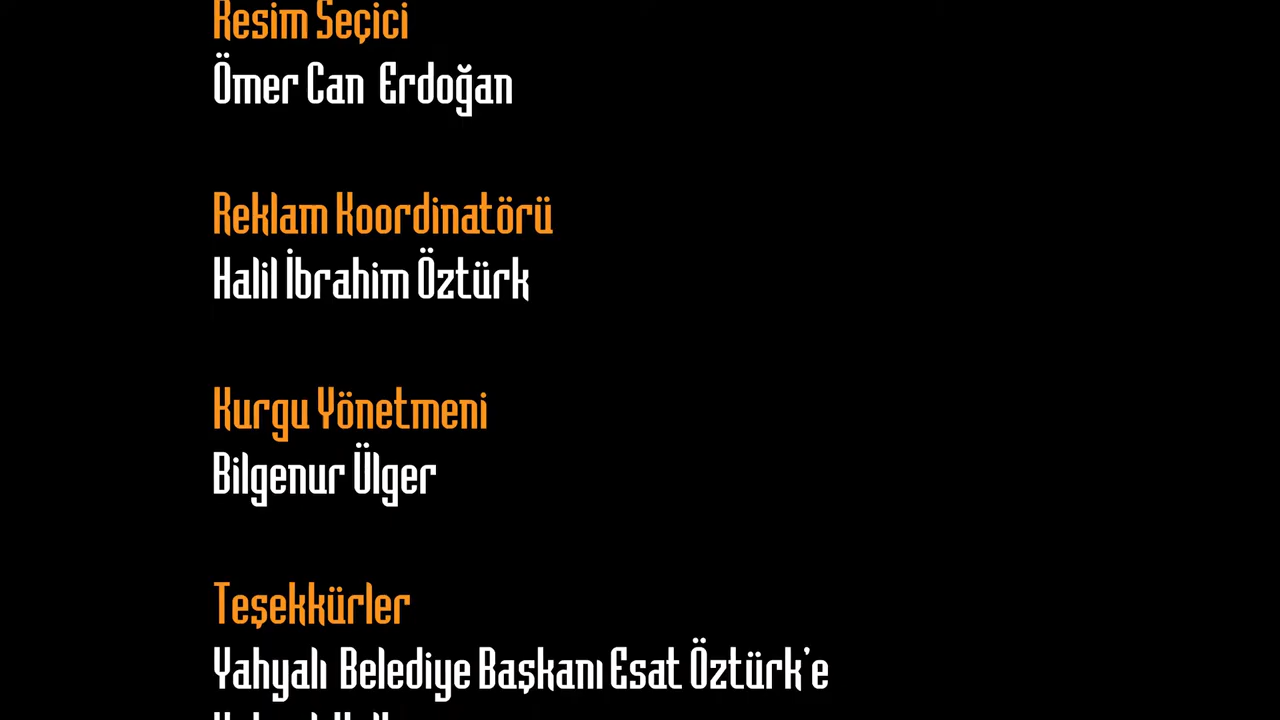 Resim Seçici
Ömer Can Erdoğan
Reklam Koordinatörü
Halil İbrahim Öztürk
Kurgu Yönetmeni
Bilgenur Ülger
Teşekkürler
Yahyalı Belediye Başkanı Esat Öztürk'e